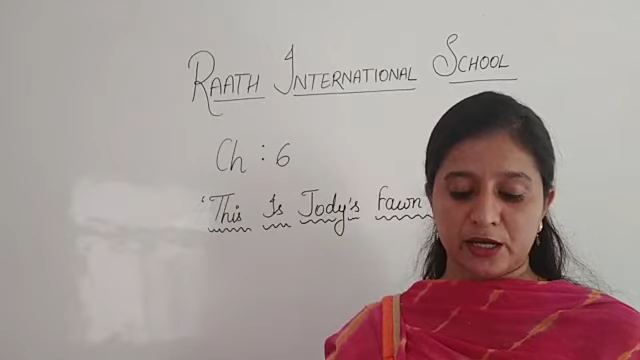 RAATH INTERNATIONAL SCHOOL
Ch : 6
'This Is Jody's Fawn